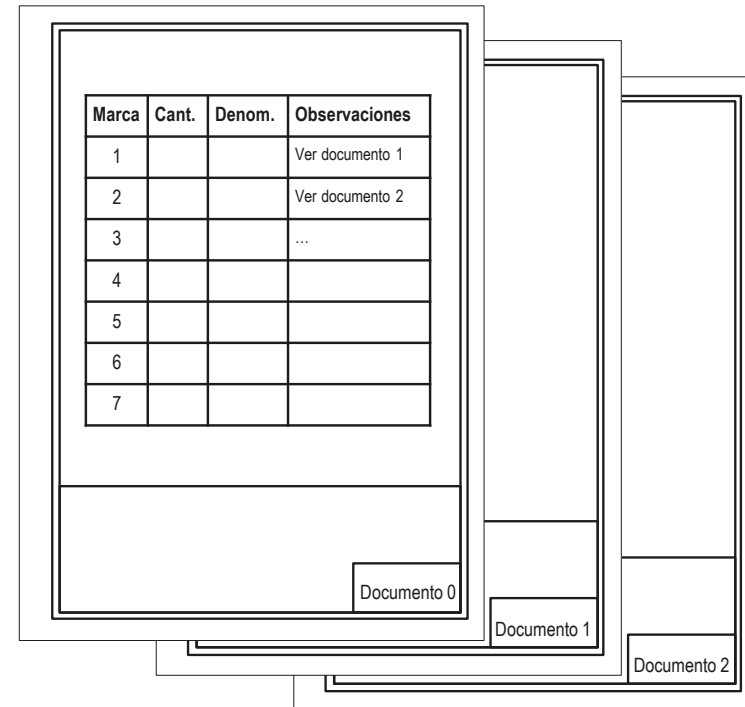 Marca Cant. Denom. Observaciones
1 Ver documento 1
2 Ver documento 2
3 ...
4
5
6
7
Documento 0
Documento 1
Documento 2